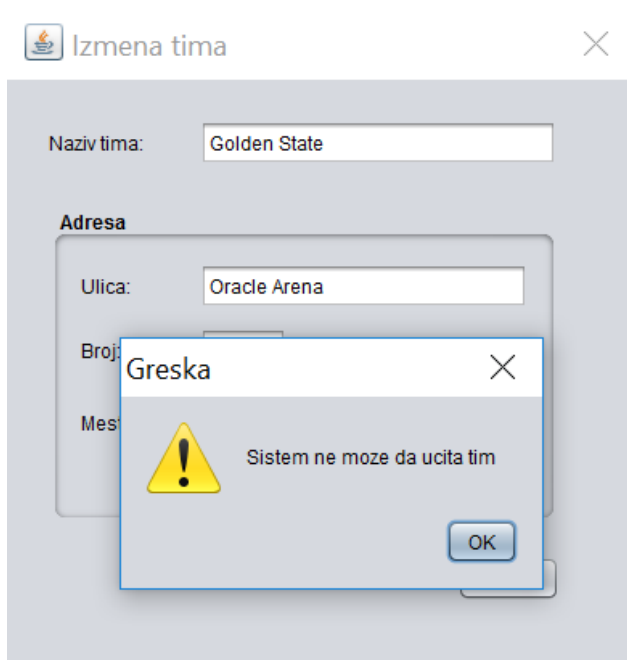 Izmena tima
Naziv tima:
Golden State
Adresa
Ulica:
Oracle Arena
Broj:
Greska
Sistem ne moze da ucita tim
OK